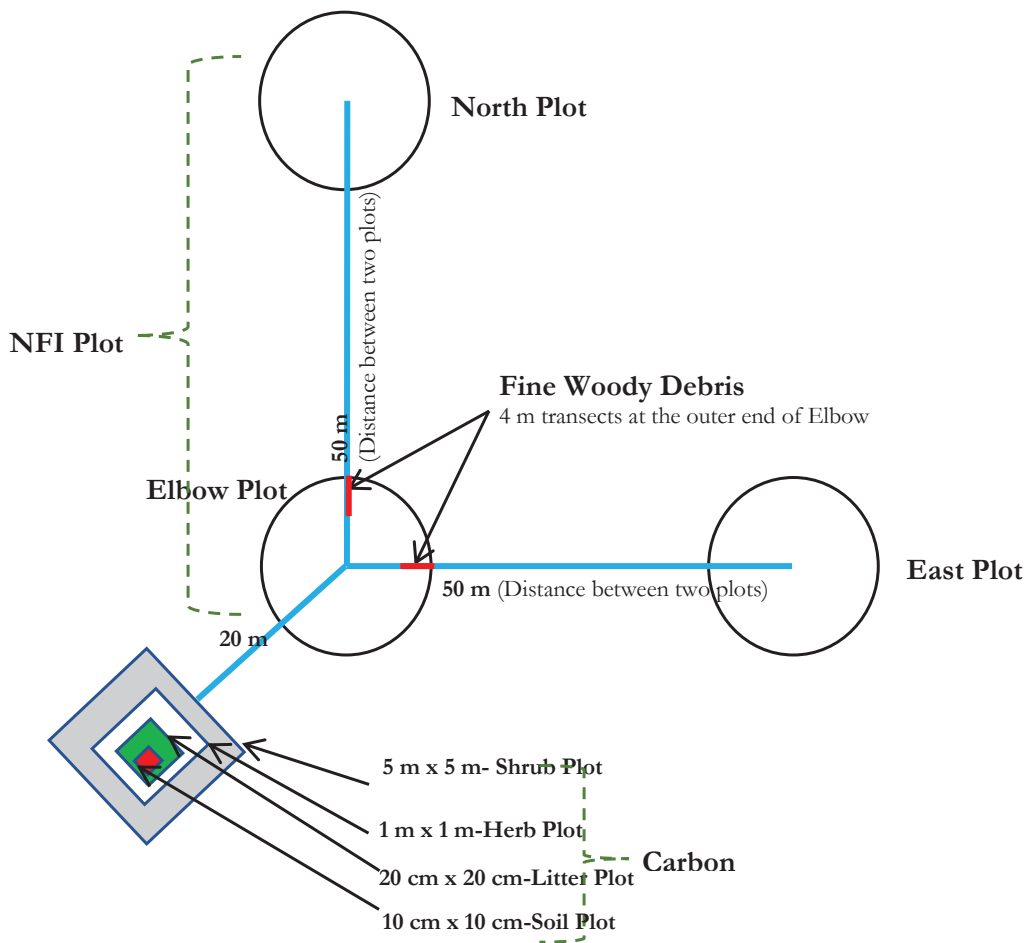 North Plot
50 m
(Distance between two plots)
NFI Plot
Fine Woody Debris
4 m transects at the outer end of Elbow
Elbow Plot
East Plot
50 m (Distance between two plots)
20 m
5 m x 5 m- Shrub Plot
1 m x 1 m-Herb Plot
Carbon
20 cm x 20 cm-Litter Plot
10 cm x 10 cm-Soil Plot